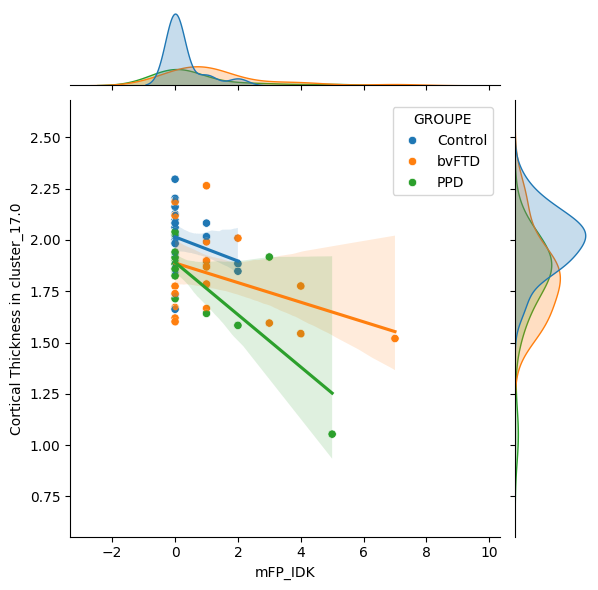 GROUPE
Control
bvFTD
PPD
2.50
2.25
2.00
1.75
1.50
1.25
1.00
0.75
Cortical Thickness in cluster_17.0
−2 0 2 4 6 8 10
mFP_IDK